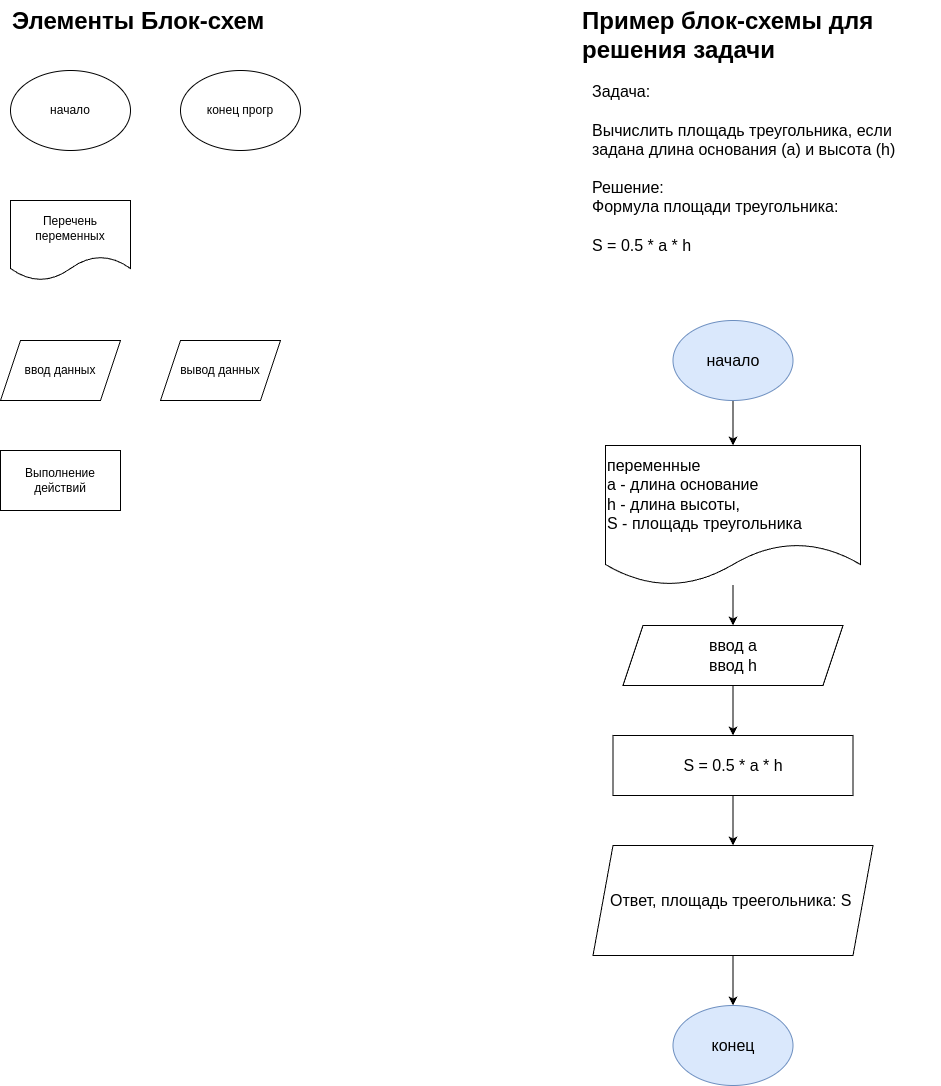 Элементы Блок-схем
начало
конец прогр
Перечень
переменных
ввод данных
вывод данных
Выполнение
действий
Пример блок-схемы для
решения задачи
Задача:
Вычислить площадь треугольника, если
задана длина основания (a) и высота (h)
Решение:
Формула площади треугольника:
S = 0.5 * a * h
начало
переменные
a - длина основание
h - длина высоты,
S - площадь треугольника
ввод a
ввод h
S = 0.5 * a * h
Ответ, площадь треегольника: S
конец